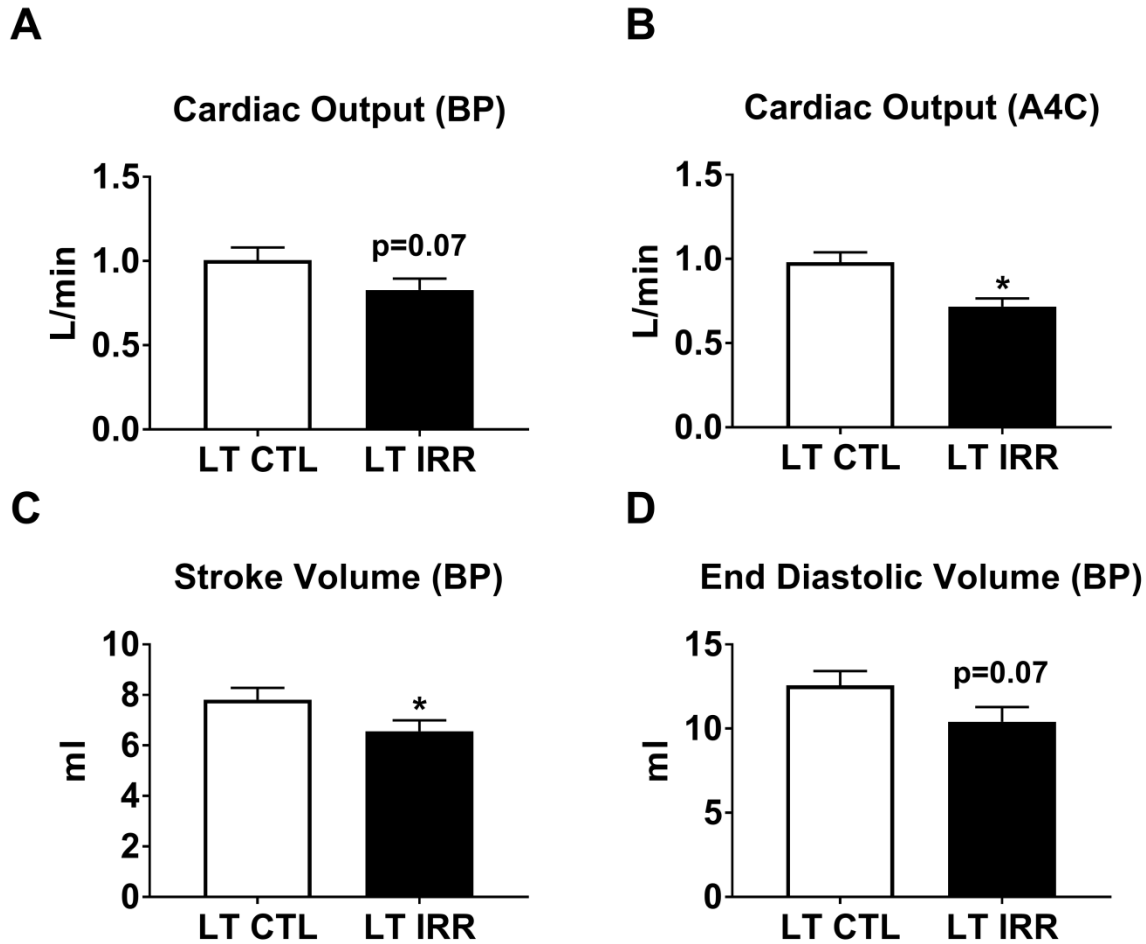 A
Cardiac Output (BP)
1.5
1.0
0.5
0.0
L/min
p=0.07
LT CTL LT IRR
B
Cardiac Output (A4C)
1.5
1.0
0.5
0.0
L/min
*
LT CTL LT IRR
C
Stroke Volume (BP)
10
8
6
4
2
0
ml
*
LT CTL LT IRR
D
End Diastolic Volume (BP)
15
10
5
0
ml
p=0.07
LT CTL LT IRR